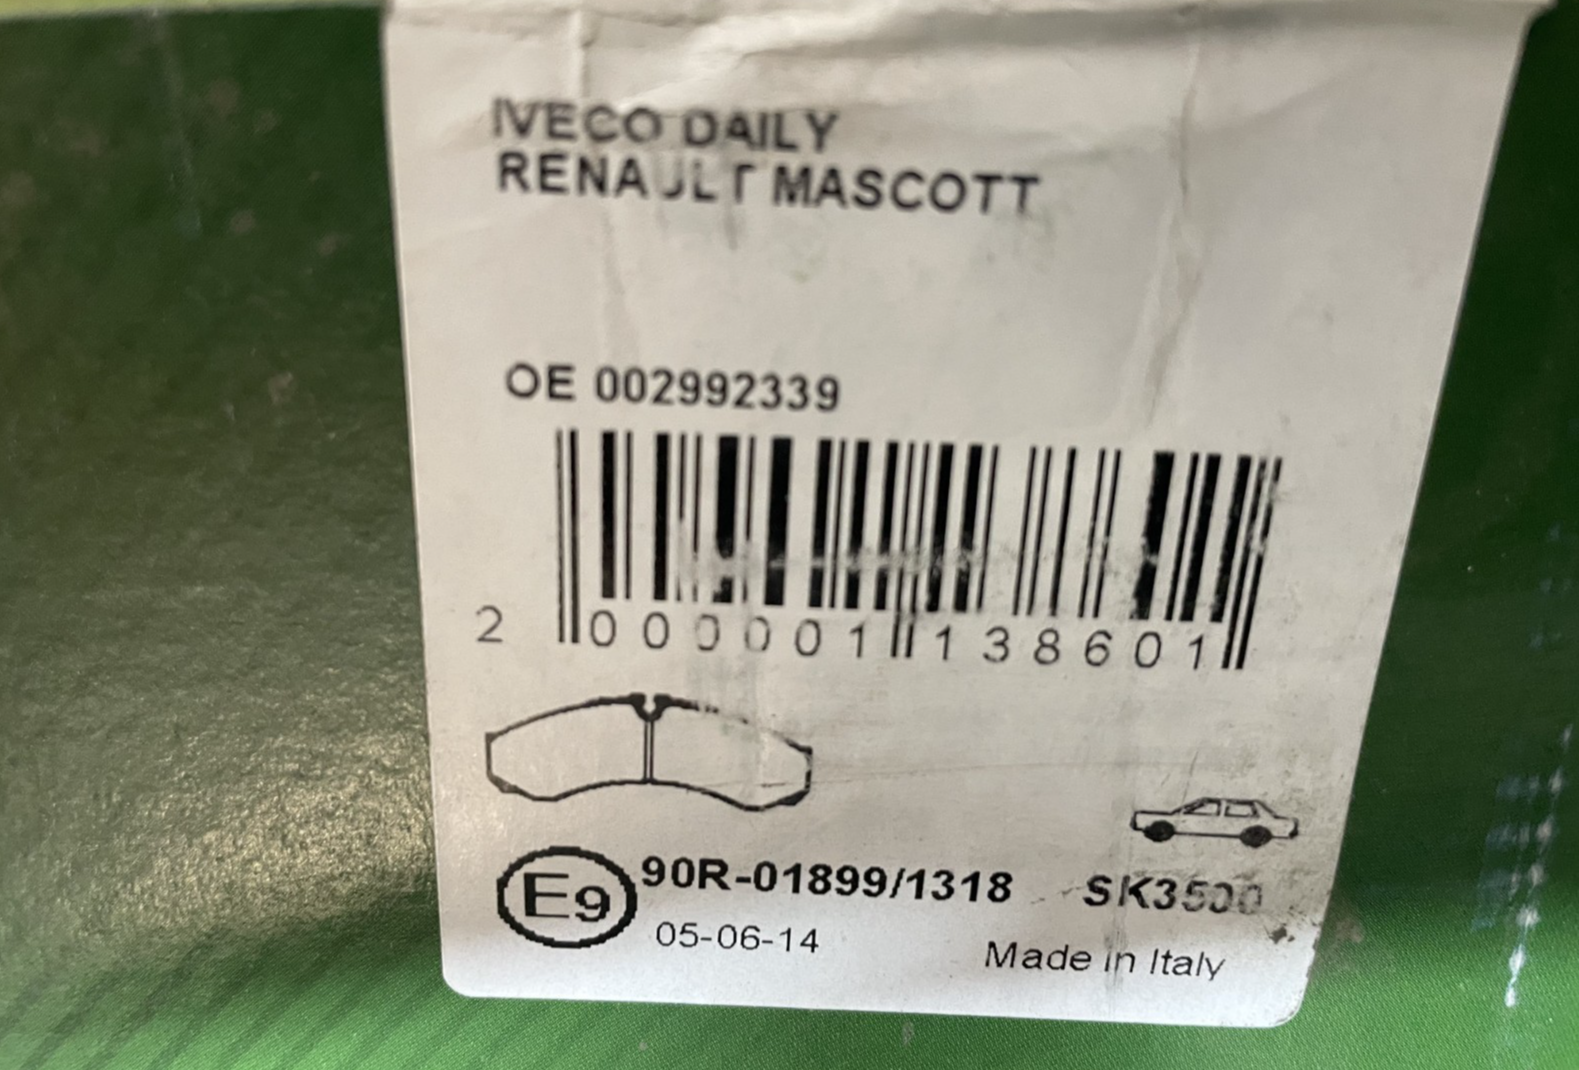 IVECO DAILY
RENAULT MASCOTT
OE 002992339
2 000001 138601
E9 90R-01899/1318 SK3500
05-06-14
Made in Italy